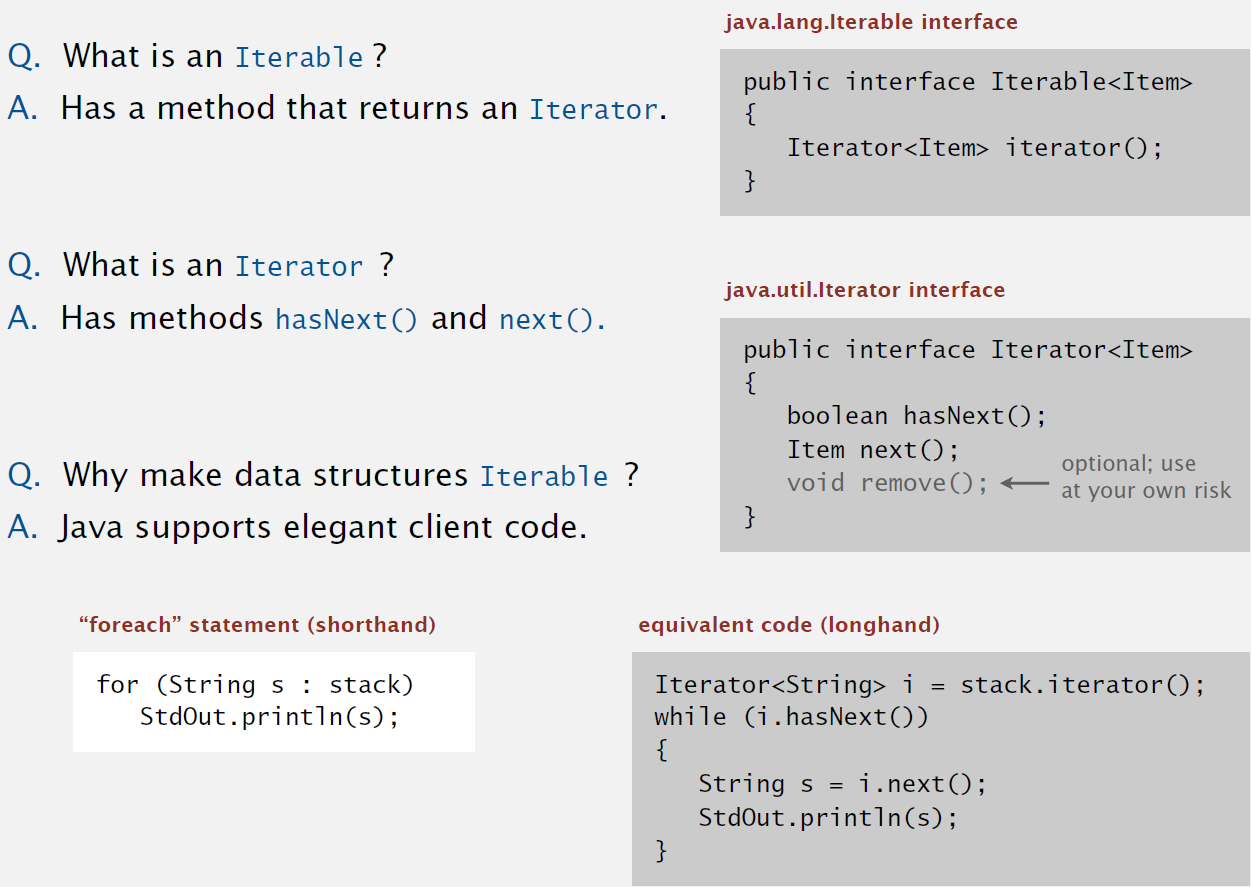 Q. What is an Iterable ?
A. Has a method that returns an Iterator.
java.lang.Iterable interface
public interface Iterable<Item>
{
   Iterator<Item> iterator();
}
Q. What is an Iterator ?
A. Has methods hasNext() and next().
java.util.Iterator interface
public interface Iterator<Item>
{
   boolean hasNext();
   Item next();
   void remove();
optional; use
at your own risk
}
Q. Why make data structures Iterable ?
A. Java supports elegant client code.
“foreach” statement (shorthand)
for (String s : stack)
   StdOut.println(s);
equivalent code (longhand)
Iterator<String> i = stack.iterator();
while (i.hasNext())
{
   String s = i.next();
   StdOut.println(s);
}